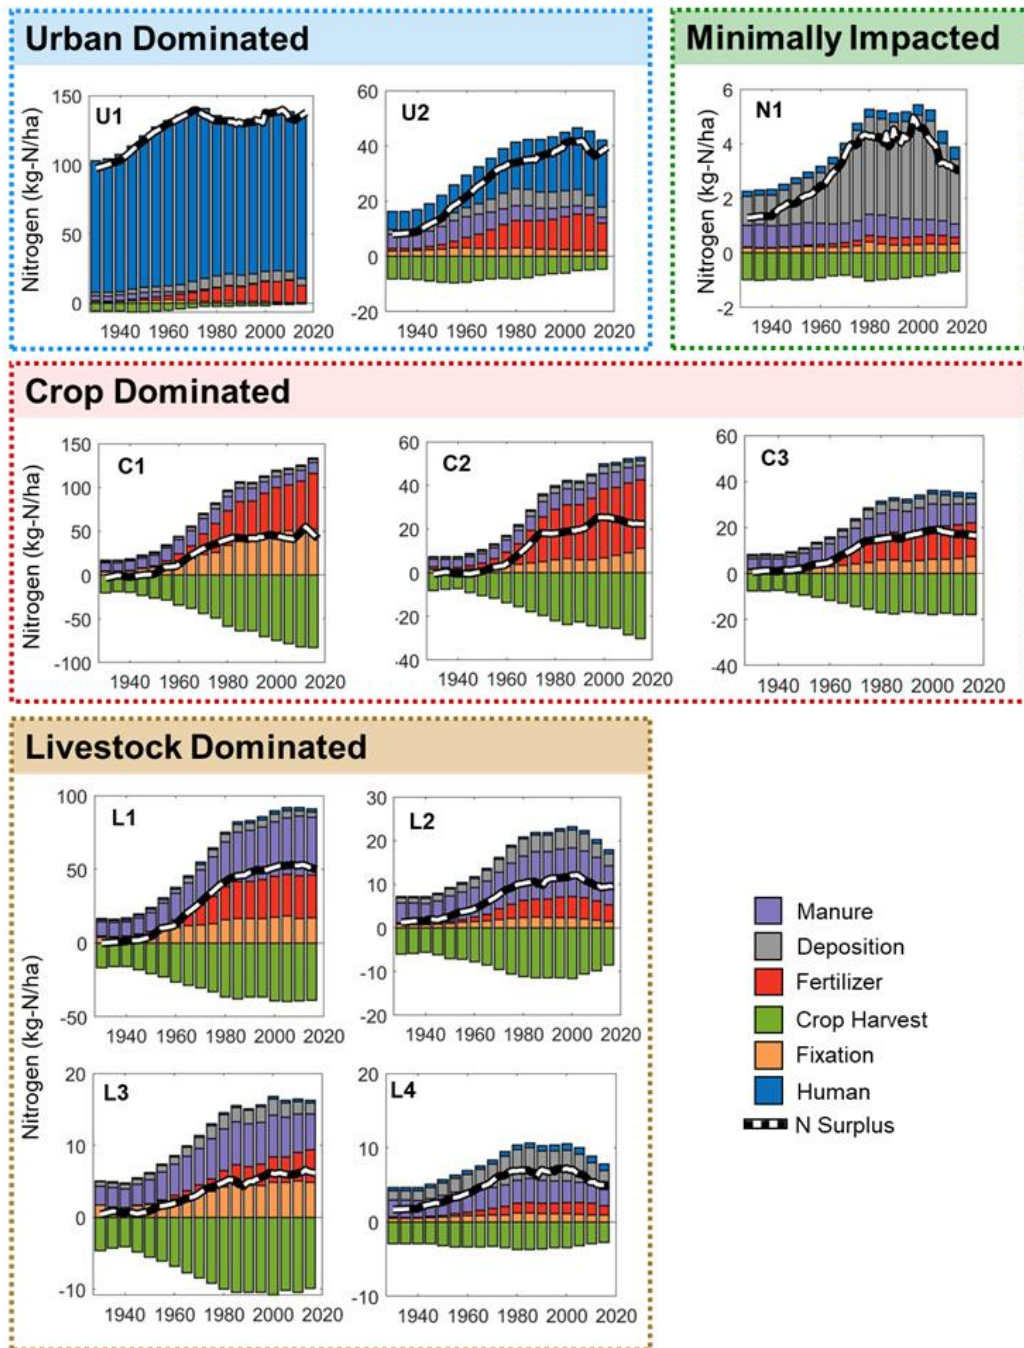 Urban Dominated
Minimally Impacted
Nitrogen (kg-N/ha)
150
100
50
0
U1
1940 1960 1980 2000 2020
60
40
20
0
-20
U2
1940 1960 1980 2000 2020
Nitrogen (kg-N/ha)
6
4
2
0
-2
N1
1940 1960 1980 2000 2020
Crop Dominated
Nitrogen (kg-N/ha)
150
100
50
0
-50
-100
C1
1940 1960 1980 2000 2020
60
40
20
0
-20
-40
C2
1940 1960 1980 2000 2020
60
40
20
0
-20
-40
C3
1940 1960 1980 2000 2020
Livestock Dominated
Nitrogen (kg-N/ha)
100
50
0
-50
L1
1940 1960 1980 2000 2020
30
20
10
0
-10
-20
L2
1940 1960 1980 2000 2020
20
10
0
-10
L3
1940 1960 1980 2000 2020
20
10
0
-10
L4
1940 1960 1980 2000 2020
Manure
Deposition
Fertilizer
Crop Harvest
Fixation
Human
N Surplus